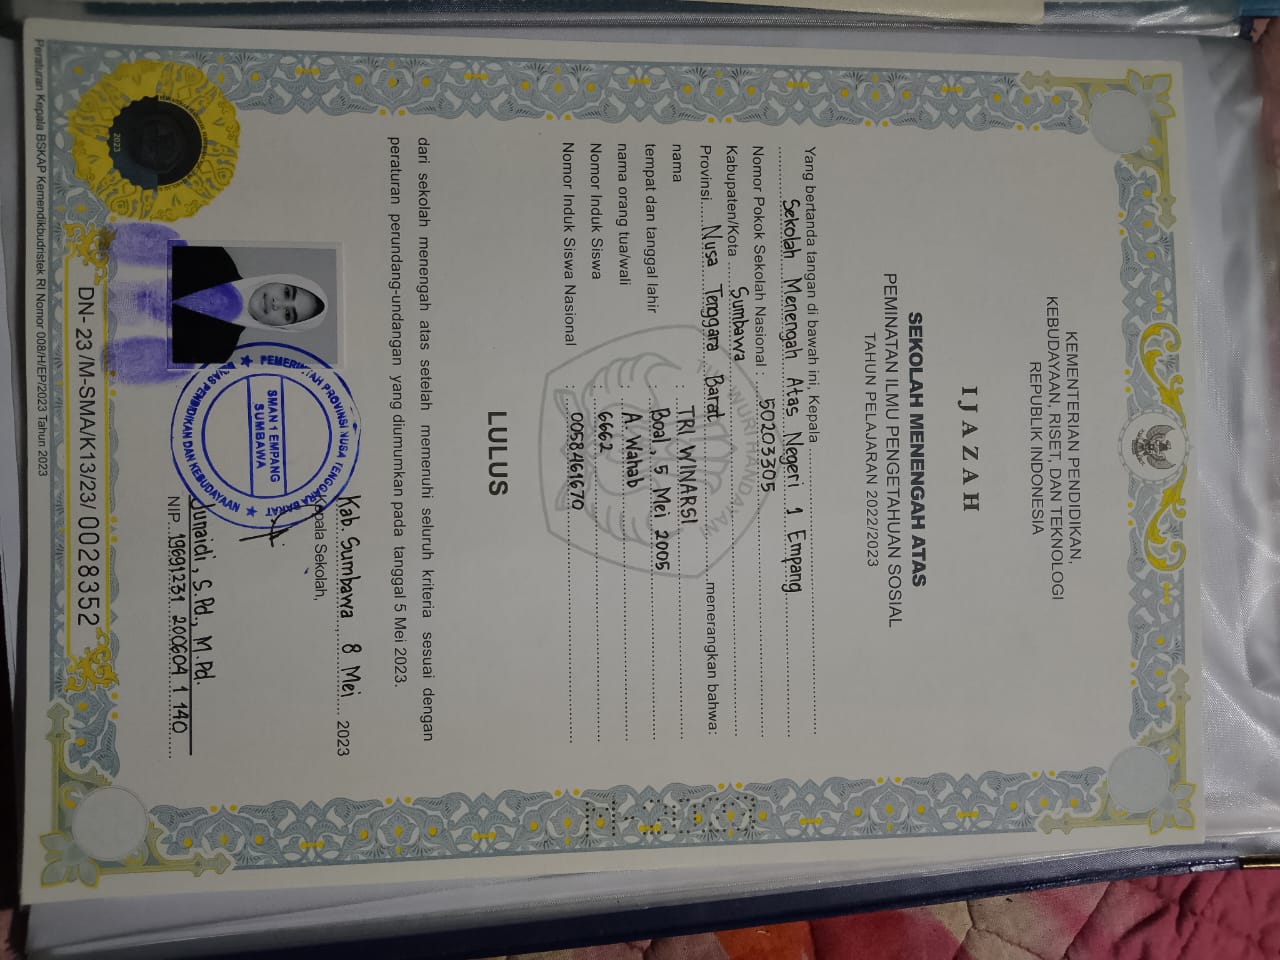 KEMENTERIAN PENDIDIKAN,
KEBUDAYAAN, RISET, DAN TEKNOLOGI
REPUBLIK INDONESIA
IJAZAH
SEKOLAH MENENGAH ATAS
PEMINATAN ILMU PENGETAHUAN SOSIAL
TAHUN PELAJARAN 2022/2023
Yang bertanda tangan di bawah ini, Kepala
Sekolah Menengah Atas Negeri 1 Empang
Nomor Pokok Sekolah Nasional : 50203305
Kabupaten/Kota Sumbawa
Provinsi Nusa Tenggara Barat menerangkan bahwa:
nama : TRI WINARSI
tempat dan tanggal lahir : Boal, 5 Mei 2005
nama orang tua/wali : A. Wahab
Nomor Induk Siswa : 6662
Nomor Induk Siswa Nasional : 0058461670
TUT WURI HANDAYANI
LULUS
dari sekolah menengah atas setelah memenuhi seluruh kriteria sesuai dengan
peraturan perundang-undangan yang diumumkan pada tanggal 5 Mei 2023.
Kab. Sumbawa 8 Mei 2023
Kepala Sekolah,
PEMERINTAH PROVINSI NUSA TENGGARA BARAT
SMAN 1 EMPANG
SUMBAWA
DINAS PENDIDIKAN DAN KEBUDAYAAN
Junaidi, S.Pd., M.Pd.
NIP. 19691231 200604 1 140
2023
DN- 23 /M-SMA/K13/23/ 0028352
Peraturan Kepala BSKAP Kemendikbudristek RI Nomor 008/H/EP/2023 Tahun 2023